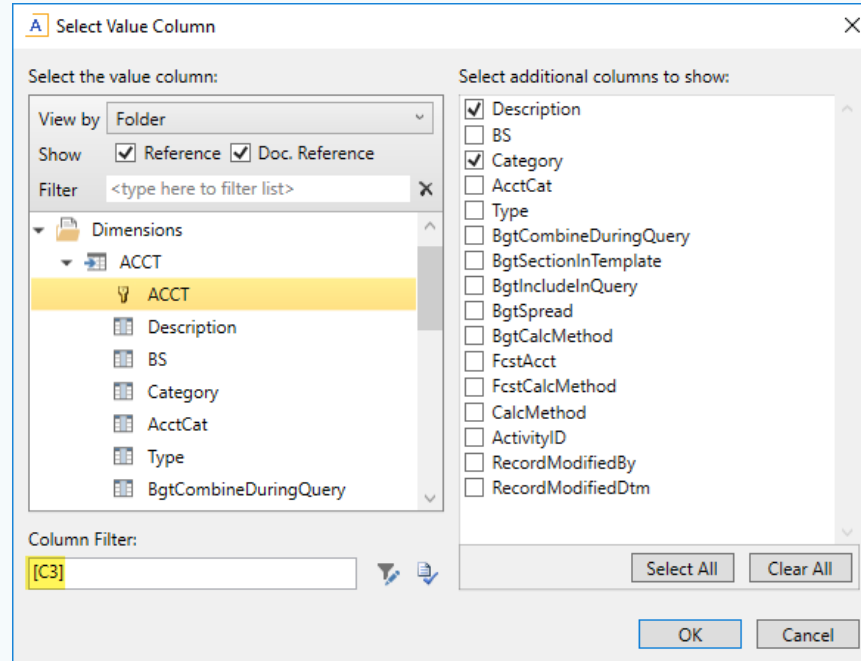 A Select Value Column
Select the value column:
View by Folder
Show Reference Doc. Reference
Filter <type here to filter list>
Dimensions
ACCT
ACCT
Description
BS
Category
AcctCat
Type
BgtCombineDuringQuery
Column Filter:
[C3]
Select additional columns to show:
Description
BS
Category
AcctCat
Type
BgtCombineDuringQuery
BgtSectionInTemplate
BgtIncludeInQuery
BgtSpread
BgtCalcMethod
FcstAcct
FcstCalcMethod
CalcMethod
ActivityID
RecordModifiedBy
RecordModifiedDtm
Select All Clear All
OK Cancel